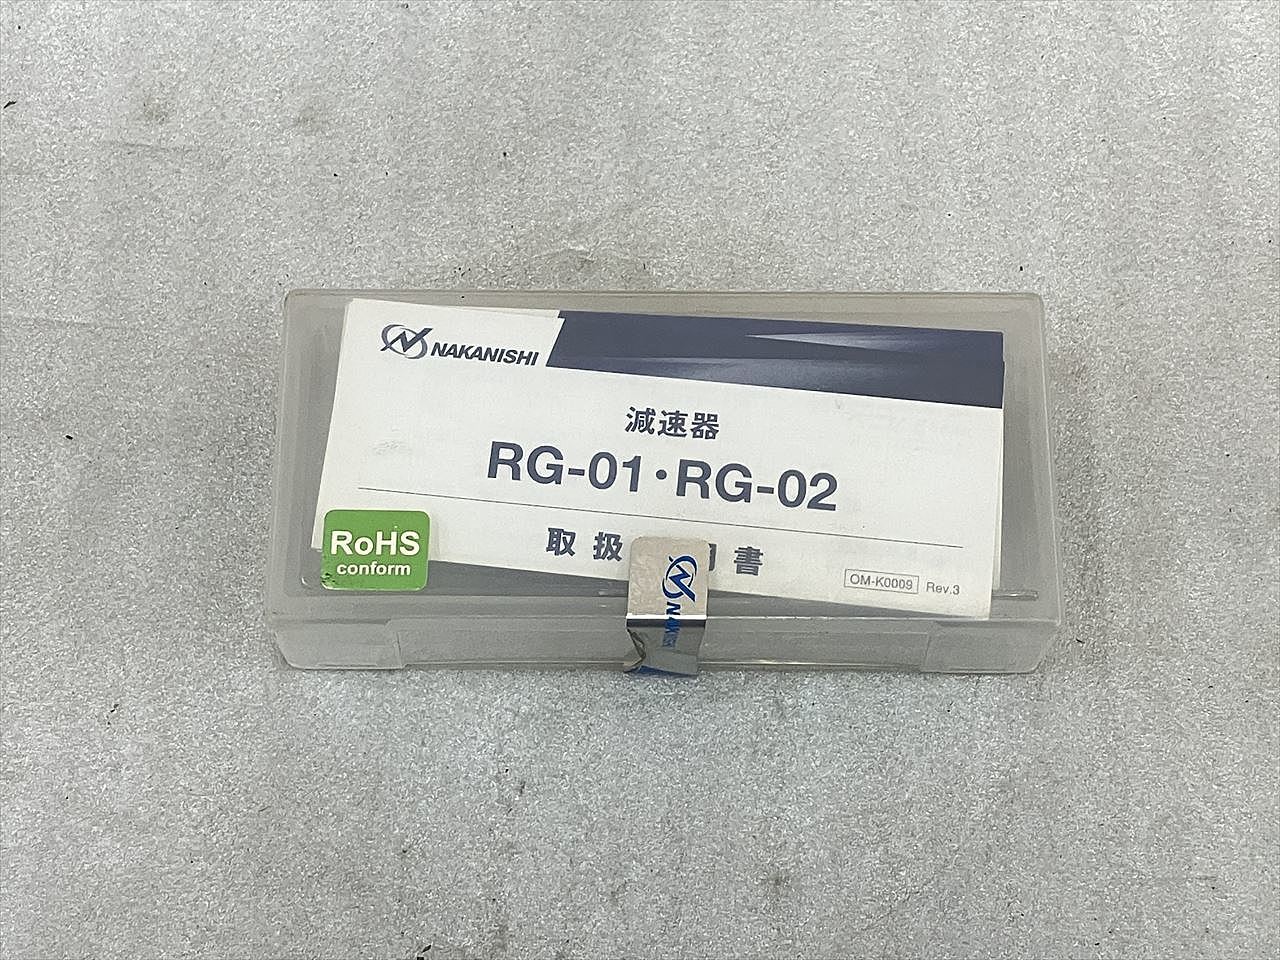 NAKANISHI
減速器
RG-01・RG-02
取扱 書
RoHS
conform
OM-K0009 Rev.3